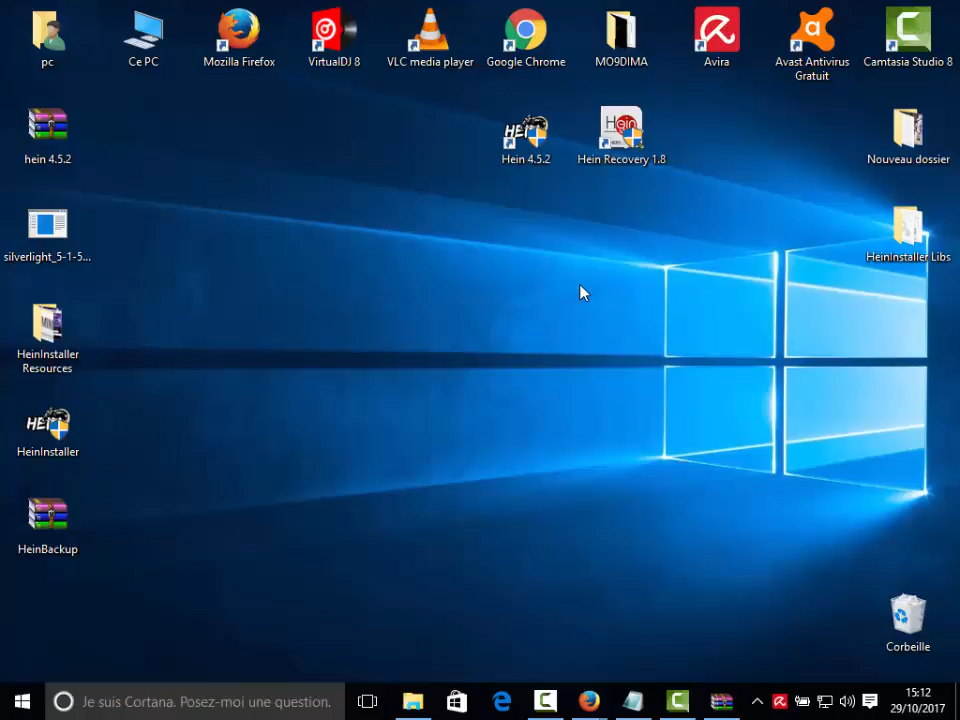 pc
Ce PC
Mozilla Firefox
VirtualDJ 8
VLC media player
Google Chrome
MO9DIMA
Avira
Avast Antivirus
Gratuit
Camtasia Studio 8
hein 4.5.2
Hein 4.5.2
Hein
Hein Recovery 1.8
Nouveau dossier
silverlight_5-1-5...
HeinInstaller Libs
HeinInstaller
Resources
HeinInstaller
HeinBackup
Corbeille
Je suis Cortana. Posez-moi une question.
15:12
29/10/2017